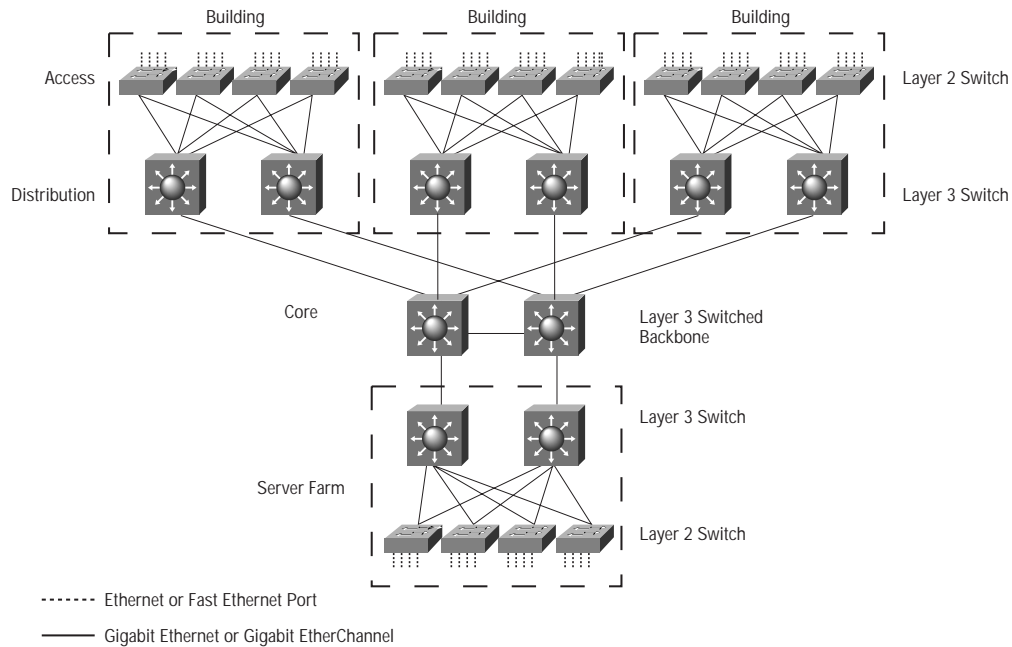 Building
Building
Building
Access
Layer 2 Switch
Distribution
Layer 3 Switch
Core
Layer 3 Switched
Backbone
Layer 3 Switch
Server Farm
Layer 2 Switch
Ethernet or Fast Ethernet Port
Gigabit Ethernet or Gigabit EtherChannel